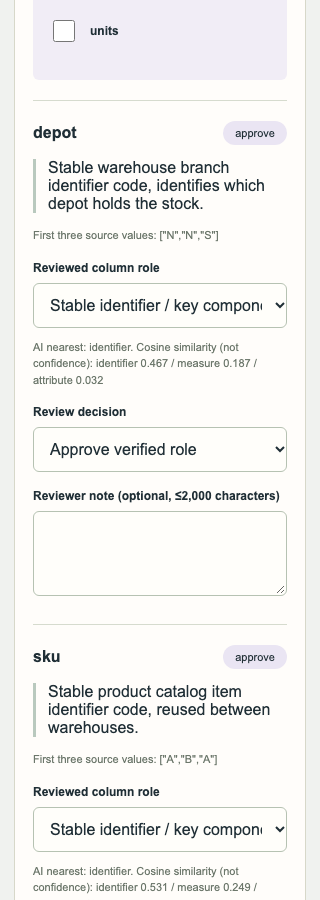 units
depot
approve
Stable warehouse branch
identifier code, identifies which
depot holds the stock.
First three source values: ["N","N","S"]
Reviewed column role
Stable identifier / key compone
AI nearest: identifier. Cosine similarity (not
confidence): identifier 0.467 / measure 0.187 /
attribute 0.032
Review decision
Approve verified role
Reviewer note (optional, ≤2,000 characters)
sku
approve
Stable product catalog item
identifier code, reused between
warehouses.
First three source values: ["A","B","A"]
Reviewed column role
Stable identifier / key compone
AI nearest: identifier. Cosine similarity (not
confidence): identifier 0.531 / measure 0.249 /